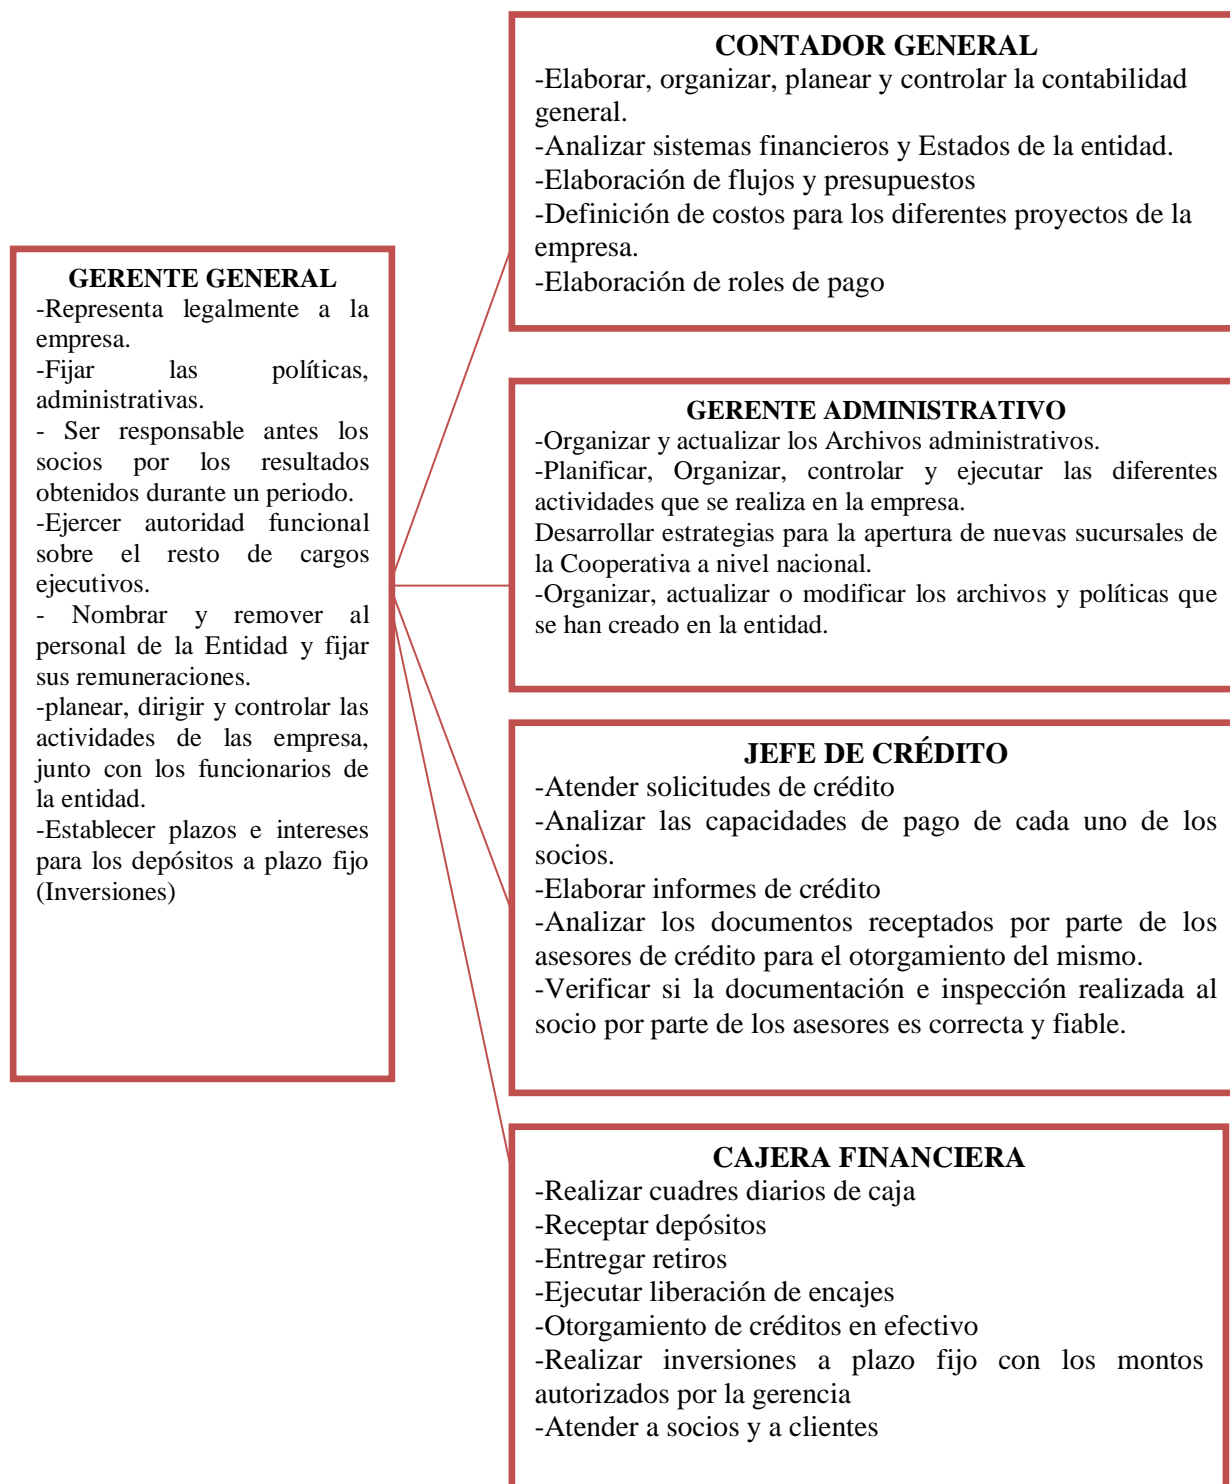 CONTADOR GENERAL
-Elaborar, organizar, planear y controlar la contabilidad
general.
-Analizar sistemas financieros y Estados de la entidad.
-Elaboración de flujos y presupuestos
-Definición de costos para los diferentes proyectos de la
empresa.
-Elaboración de roles de pago
GERENTE GENERAL
-Representa legalmente a la
empresa.
-Fijar las políticas,
administrativas.
- Ser responsable antes los
socios por los resultados
obtenidos durante un periodo.
-Ejercer autoridad funcional
sobre el resto de cargos
ejecutivos.
- Nombrar y remover al
personal de la Entidad y fijar
sus remuneraciones.
-planear, dirigir y controlar las
actividades de las empresa,
junto con los funcionarios de
la entidad.
-Establecer plazos e intereses
para los depósitos a plazo fijo
(Inversiones)
GERENTE ADMINISTRATIVO
-Organizar y actualizar los Archivos administrativos.
-Planificar, Organizar, controlar y ejecutar las diferentes
actividades que se realiza en la empresa.
Desarrollar estrategias para la apertura de nuevas sucursales de
la Cooperativa a nivel nacional.
-Organizar, actualizar o modificar los archivos y políticas que
se han creado en la entidad.
JEFE DE CRÉDITO
-Atender solicitudes de crédito
-Analizar las capacidades de pago de cada uno de los
socios.
-Elaborar informes de crédito
-Analizar los documentos receptados por parte de los
asesores de crédito para el otorgamiento del mismo.
-Verificar si la documentación e inspección realizada al
socio por parte de los asesores es correcta y fiable.
CAJERA FINANCIERA
-Realizar cuadres diarios de caja
-Receptar depósitos
-Entregar retiros
-Ejecutar liberación de encajes
-Otorgamiento de créditos en efectivo
-Realizar inversiones a plazo fijo con los montos
autorizados por la gerencia
-Atender a socios y a clientes